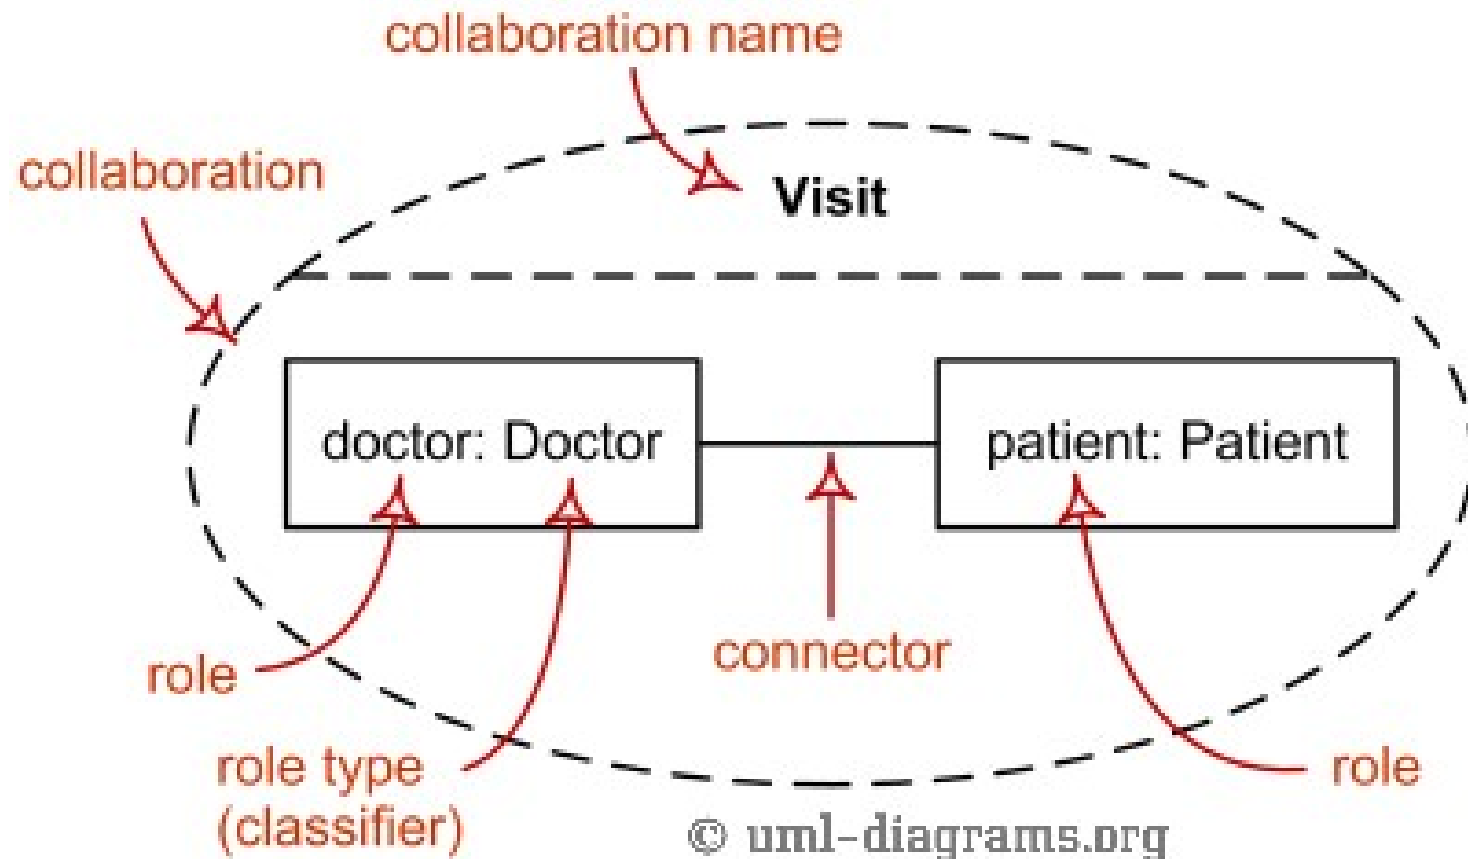 collaboration name
collaboration
Visit
doctor: Doctor
patient: Patient
role
connector
role type
(classifier)
role
© uml-diagrams.org